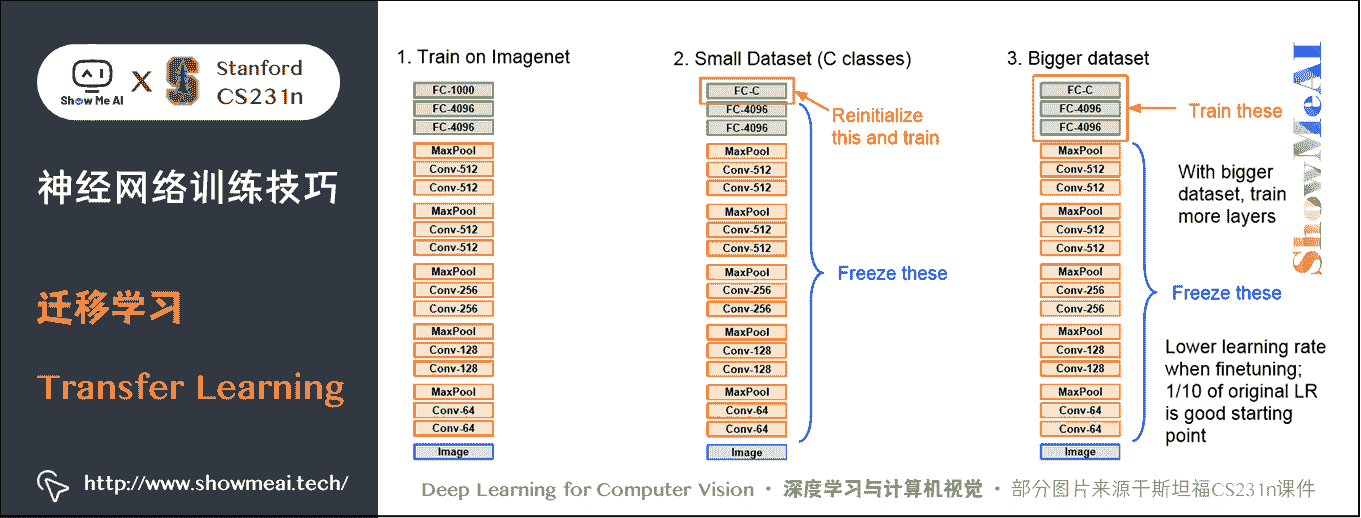 Show Me AI
X
Stanford
CS231n
神经网络训练技巧
迁移学习
Transfer Learning
http://www.showmeai.tech/
1. Train on Imagenet
FC-1000
FC-4096
FC-4096
MaxPool
Conv-512
Conv-512
MaxPool
Conv-512
Conv-512
MaxPool
Conv-256
Conv-256
MaxPool
Conv-128
Conv-128
MaxPool
Conv-64
Conv-64
Image
2. Small Dataset (C classes)
FC-C
FC-4096
FC-4096
MaxPool
Conv-512
Conv-512
MaxPool
Conv-512
Conv-512
MaxPool
Conv-256
Conv-256
MaxPool
Conv-128
Conv-128
MaxPool
Conv-64
Conv-64
Image
Reinitialize
this and train
Freeze these
3. Bigger dataset
FC-C
FC-4096
FC-4096
MaxPool
Conv-512
Conv-512
MaxPool
Conv-512
Conv-512
MaxPool
Conv-256
Conv-256
MaxPool
Conv-128
Conv-128
MaxPool
Conv-64
Conv-64
Image
Train these
With bigger
dataset, train
more layers
Freeze these
Lower learning rate
when finetuning;
1/10 of original LR
is good starting
point
ShowMeAI
Deep Learning for Computer Vision · 深度学习与计算机视觉 · 部分图片来源于斯坦福CS231n课件